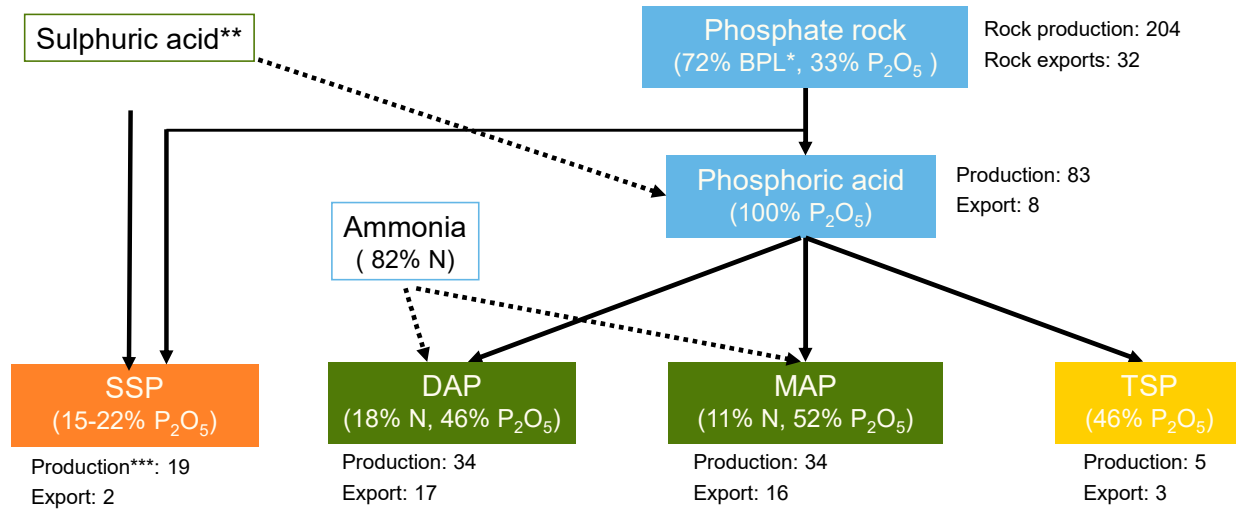 Sulphuric acid**
Phosphate rock
(72% BPL*, 33% P₂O₅ )
Rock production: 204
Rock exports: 32
Phosphoric acid
(100% P₂O₅)
Production: 83
Export: 8
Ammonia
( 82% N)
SSP
(15-22% P₂O₅)
Production***: 19
Export: 2
DAP
(18% N, 46% P₂O₅)
Production: 34
Export: 17
MAP
(11% N, 52% P₂O₅)
Production: 34
Export: 16
TSP
(46% P₂O₅)
Production: 5
Export: 3